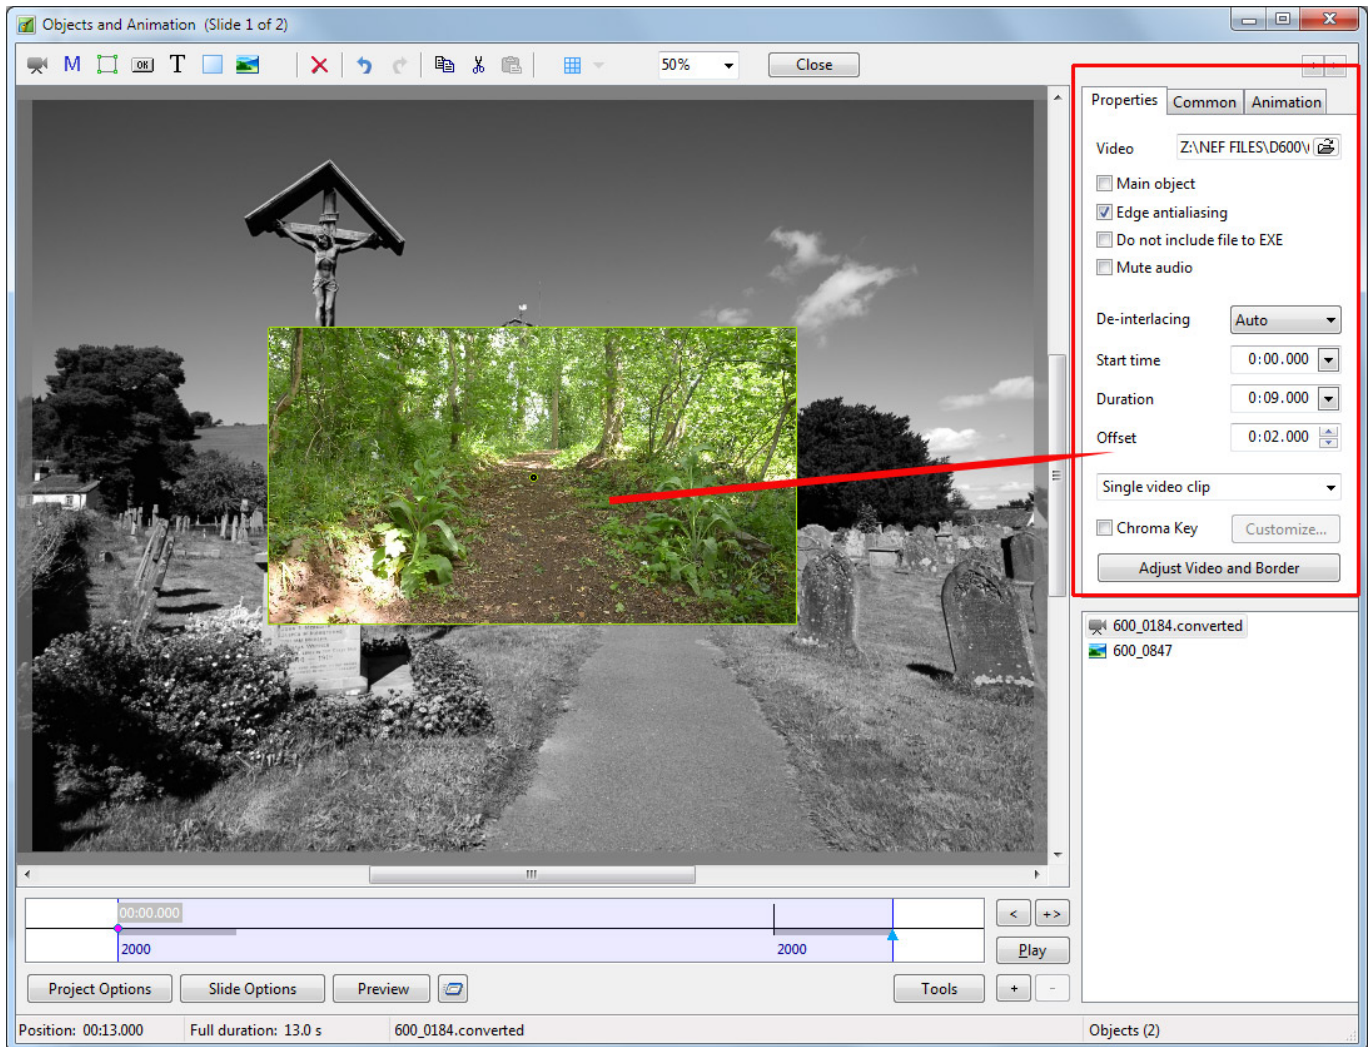 Objects and Animation (Slide 1 of 2)
M OK T 50% Close
Properties Common Animation
Video Z:\NEF FILES\D600\
Main object
Edge antialiasing
Do not include file to EXE
Mute audio
De-interlacing Auto
Start time 0:00.000
Duration 0:09.000
Offset 0:02.000
Single video clip
Chroma Key Customize...
Adjust Video and Border
600_0184.converted
600_0847
00:00.000
2000 2000
< +>
Play
Project Options Slide Options Preview Tools + -
Position: 00:13.000 Full duration: 13.0 s 600_0184.converted Objects (2)